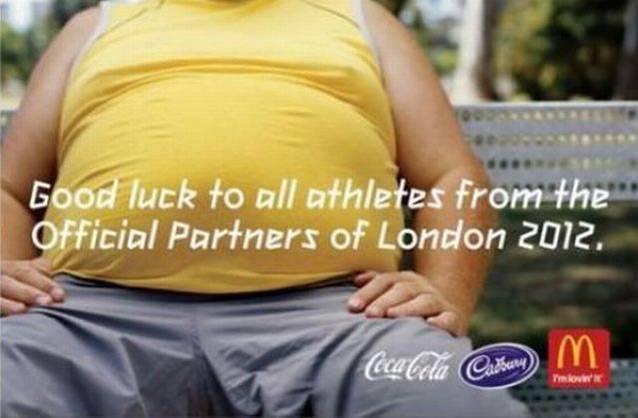 Good luck to all athletes from the
Official Partners of London 2012.
Coca-Cola Cadbury M
i'm lovin' it